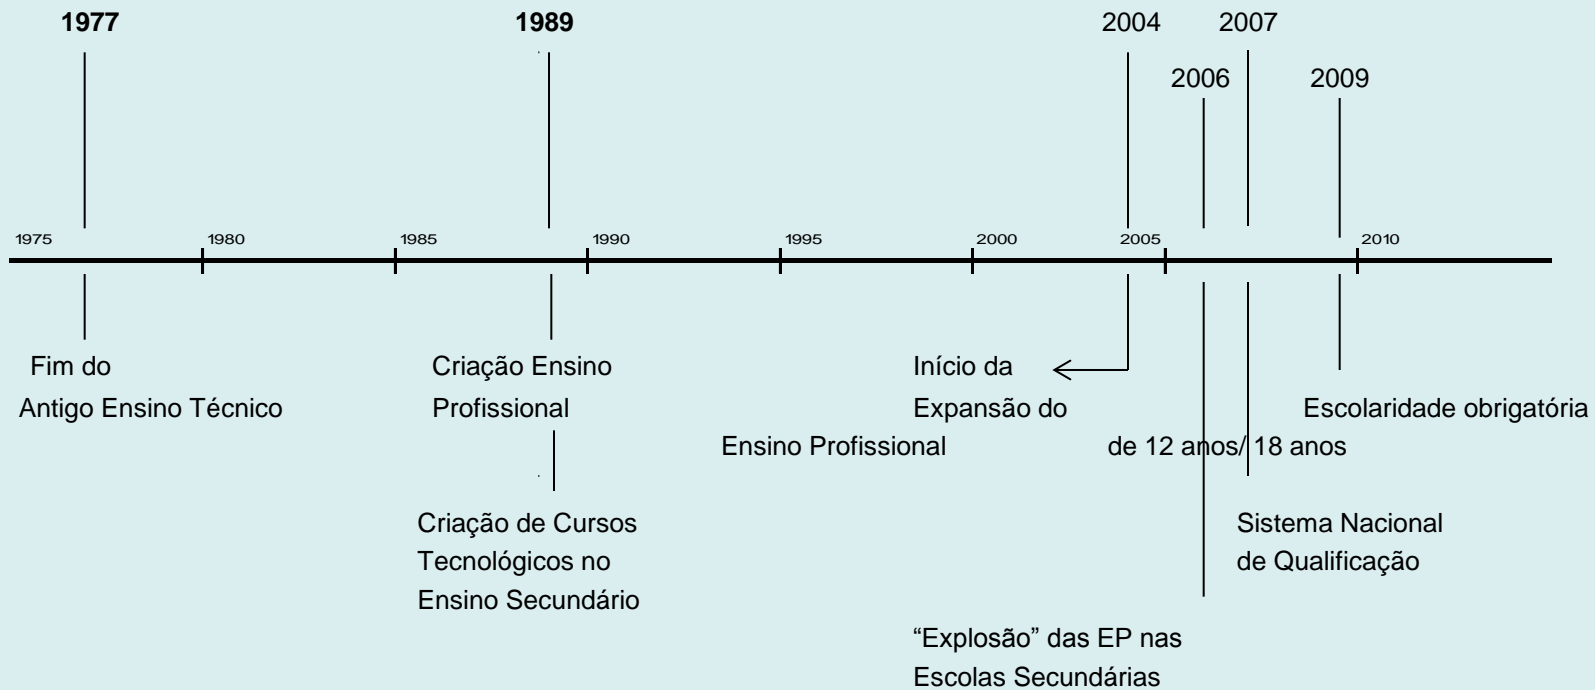 1977
1989
2004
2007
2006
2009
1975
1980
1985
1990
1995
2000
2005
2010
Fim do
Antigo Ensino Técnico
Criação Ensino
Profissional
Criação de Cursos
Tecnológicos no
Ensino Secundário
Início da
Expansão do
Ensino Profissional
Escolaridade obrigatória
de 12 anos/ 18 anos
Sistema Nacional
de Qualificação
“Explosão” das EP nas
Escolas Secundárias